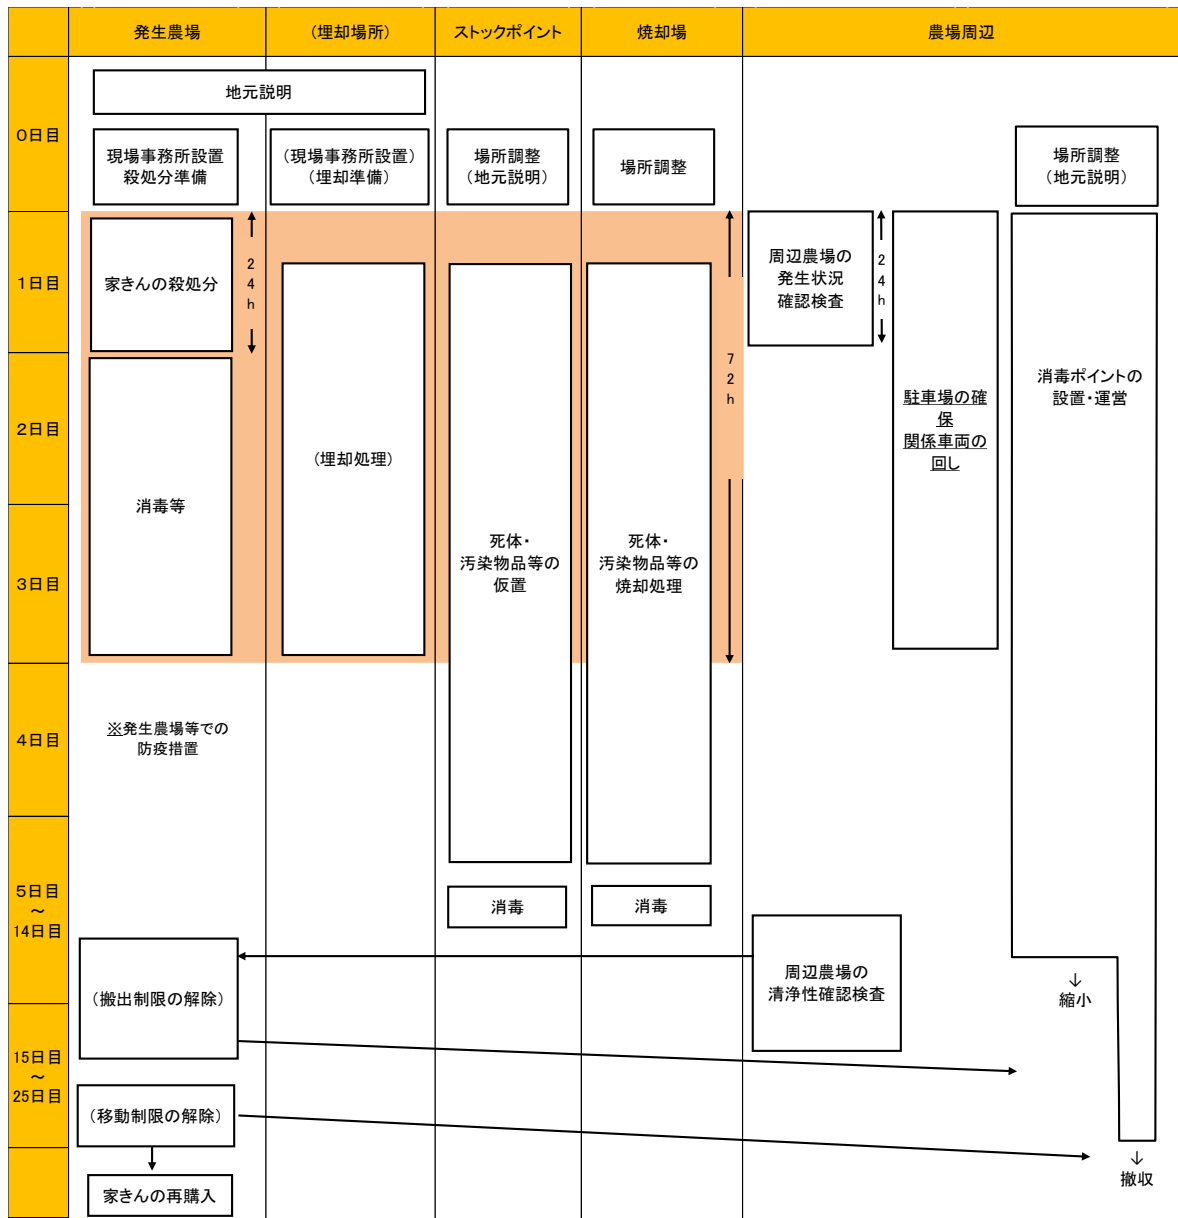 発生農場
(埋却場所)
ストックポイント
焼却場
農場周辺
0日目
地元説明
現場事務所設置
殺処分準備
(現場事務所設置)
(埋却準備)
場所調整
(地元説明)
場所調整
場所調整
(地元説明)
1日目
家きんの殺処分
24h
周辺農場の
発生状況
確認検査
24h
2日目
消毒等
(埋却処理)
72h
駐車場の確
保
関係車両の
回し
消毒ポイントの
設置・運営
3日目
死体・
汚染物品等の
仮置
死体・
汚染物品等の
焼却処理
4日目
※発生農場等での
防疫措置
5日目
～
14日目
消毒
消毒
(搬出制限の解除)
周辺農場の
清浄性確認検査
↓
縮小
15日目
～
25日目
(移動制限の解除)
↓
撤収
家きんの再購入